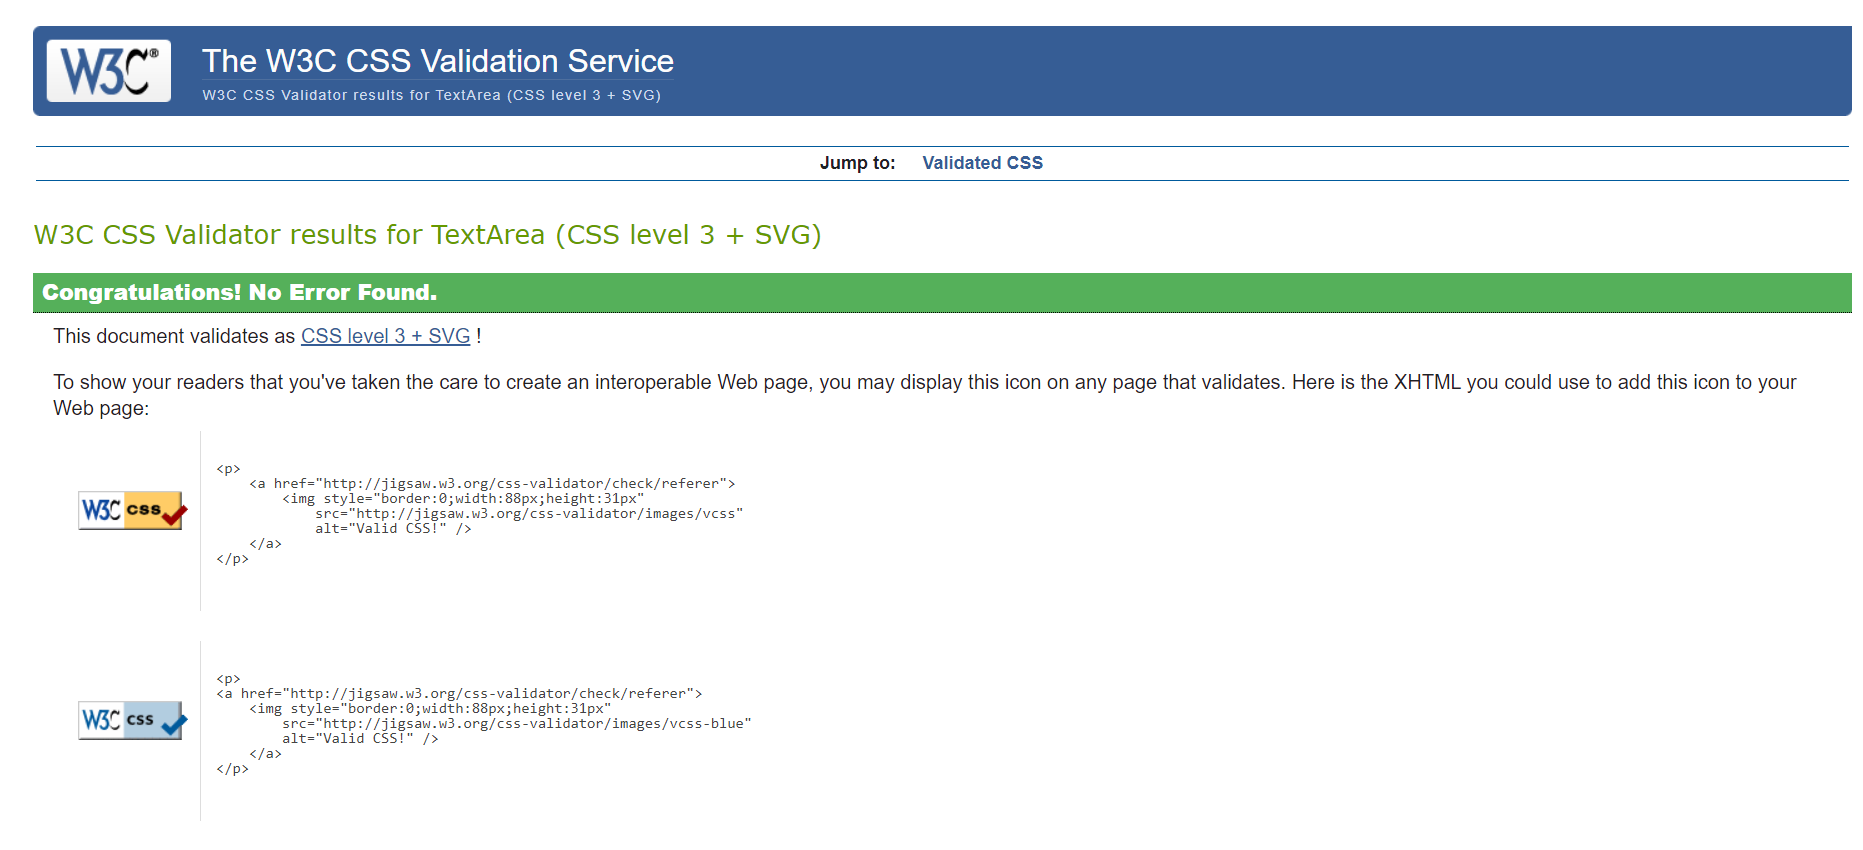 W3C®
The W3C CSS Validation Service
W3C CSS Validator results for TextArea (CSS level 3 + SVG)
Jump to: Validated CSS
W3C CSS Validator results for TextArea (CSS level 3 + SVG)
Congratulations! No Error Found.
This document validates as CSS level 3 + SVG !
To show your readers that you've taken the care to create an interoperable Web page, you may display this icon on any page that validates. Here is the XHTML you could use to add this icon to your
Web page:
W3C css
<p>
    <a href="http://jigsaw.w3.org/css-validator/check/referer">
        <img style="border:0;width:88px;height:31px"
            src="http://jigsaw.w3.org/css-validator/images/vcss"
            alt="Valid CSS!" />
    </a>
</p>
W3C css
<p>
<a href="http://jigsaw.w3.org/css-validator/check/referer">
    <img style="border:0;width:88px;height:31px"
        src="http://jigsaw.w3.org/css-validator/images/vcss-blue"
        alt="Valid CSS!" />
    </a>
</p>